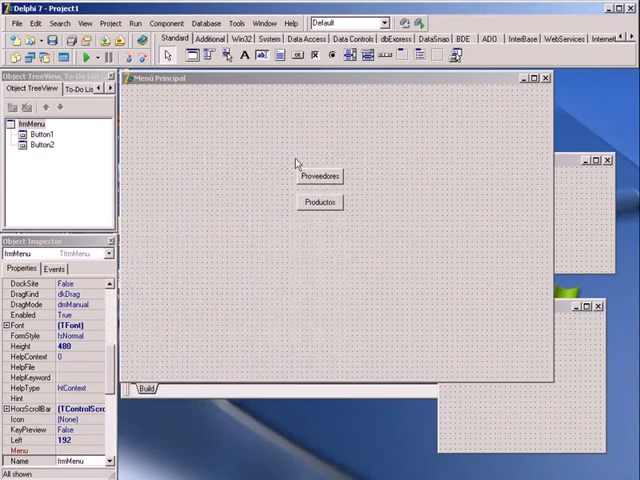 Delphi 7 - Project1
File Edit Search View Project Run Component Database Tools Window Help
Default
Standard Additional Win32 System Data Access Data Controls dbExpress DataSnap BDE ADO InterBase WebServices
Object TreeView, To-Do List
Object TreeView To-Do Lis
frmMenu
Button1
Button2
Menú Principal
Proveedores
Productos
Build
Object Inspector
frmMenu TfrmMenu
Properties Events
DockSite False
DragKind dkDrag
DragMode dmManual
Enabled True
Font (TFont)
FormStyle fsNormal
Height 480
HelpContext 0
HelpFile
HelpKeyword
HelpType htContext
Hint
HorzScrollBar (TControlScro
Icon (None)
KeyPreview False
Left 192
Menu
Name frmMenu
All shown